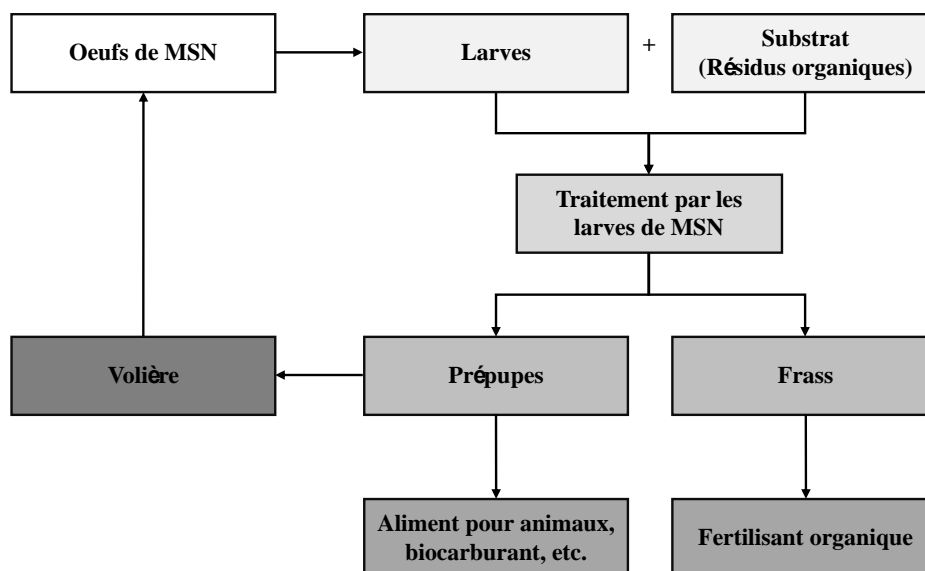 Oeufs de MSN
Larves
+
Substrat
(Résidus organiques)
Traitement par les
larves de MSN
Volière
Prépupes
Frass
Aliment pour animaux,
biocarburant, etc.
Fertilisant organique